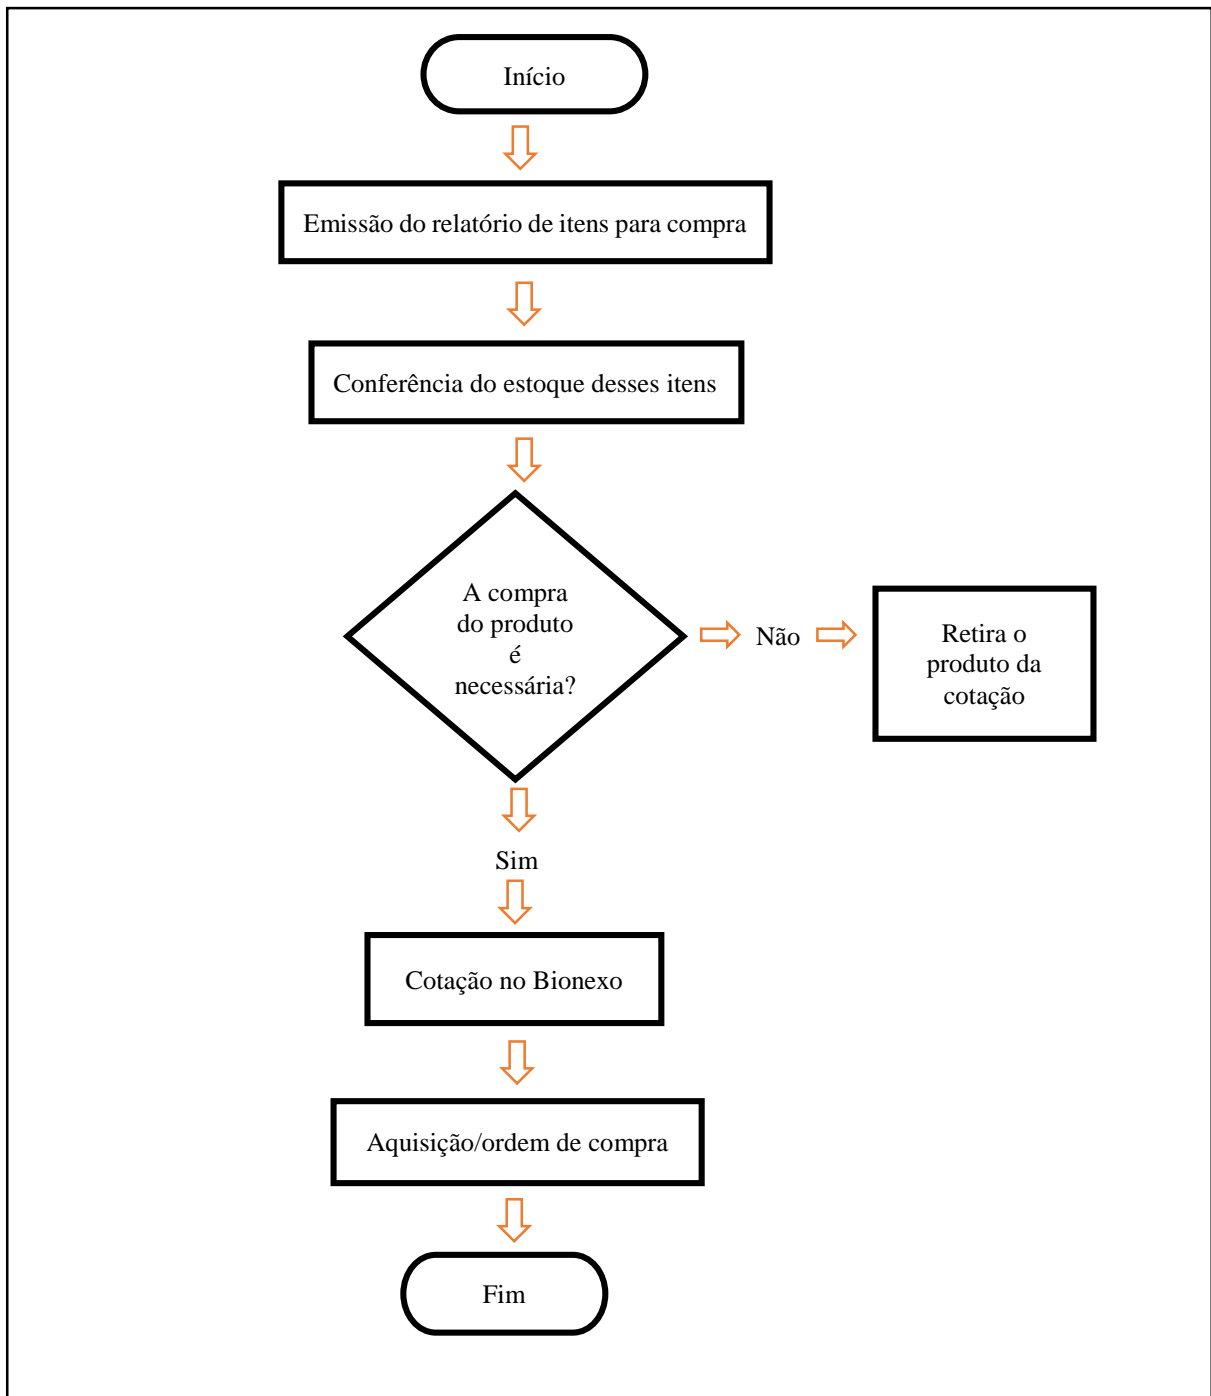 Início
Emissão do relatório de itens para compra
Conferência do estoque desses itens
A compra
do produto
é
necessária?
Não
Retira o
produto da
cotação
Sim
Cotação no Bionexo
Aquisição/ordem de compra
Fim